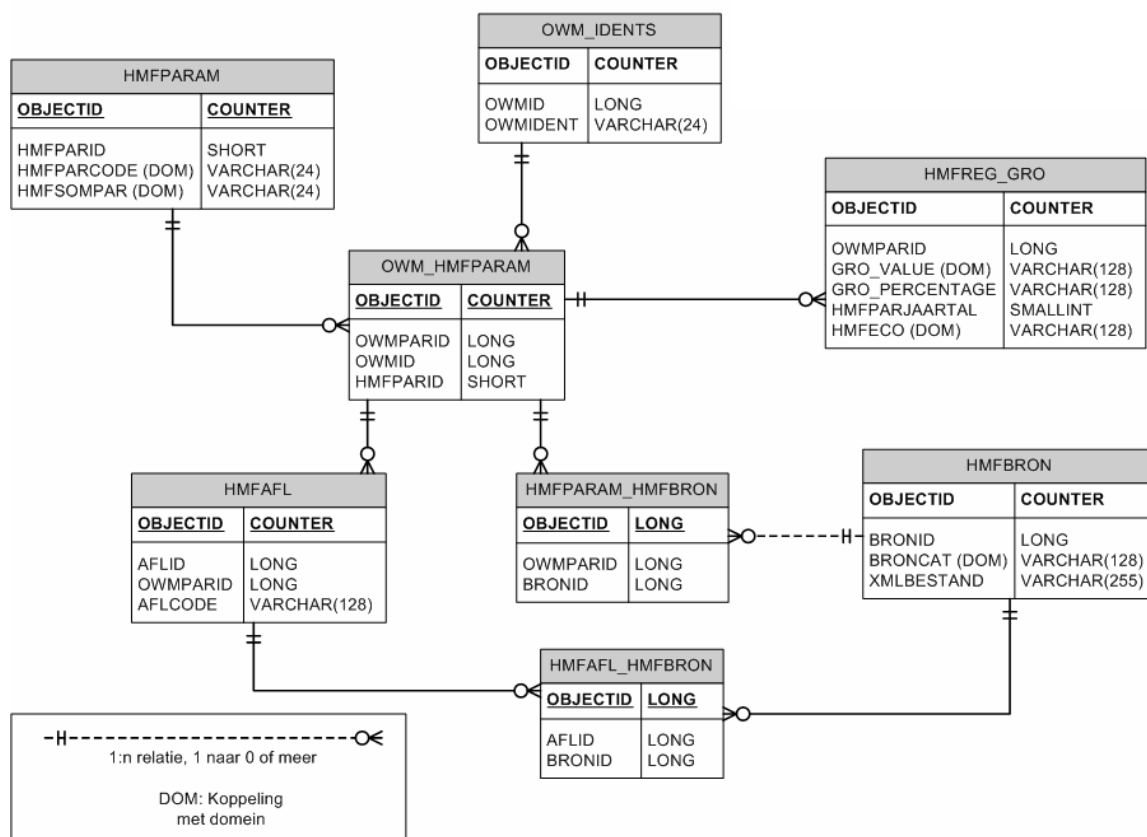 OWM_IDENTS
OBJECTID COUNTER
OWMID LONG
OWMIDENT VARCHAR(24)
HMFPARAM
OBJECTID COUNTER
HMFPARID SHORT
HMFPARCODE (DOM) VARCHAR(24)
HMFSOMPAR (DOM) VARCHAR(24)
HMFREG_GRO
OBJECTID COUNTER
OWMPARID LONG
GRO_VALUE (DOM) VARCHAR(128)
GRO_PERCENTAGE VARCHAR(128)
HMFPARJAARTAL SMALLINT
HMFECO (DOM) VARCHAR(128)
OWM_HMFPARAM
OBJECTID COUNTER
OWMPARID LONG
OWMID LONG
HMFPARID SHORT
HMFAFL
OBJECTID COUNTER
AFLID LONG
OWMPARID LONG
AFLCODE VARCHAR(128)
HMFPARAM_HMFBRON
OBJECTID LONG
OWMPARID LONG
BRONID LONG
HMFBRON
OBJECTID COUNTER
BRONID LONG
BRONCAT (DOM) VARCHAR(128)
XMLBESTAND VARCHAR(255)
HMFAFL_HMFBRON
OBJECTID LONG
AFLID LONG
BRONID LONG
1:n relatie, 1 naar 0 of meer
DOM: Koppeling
met domein